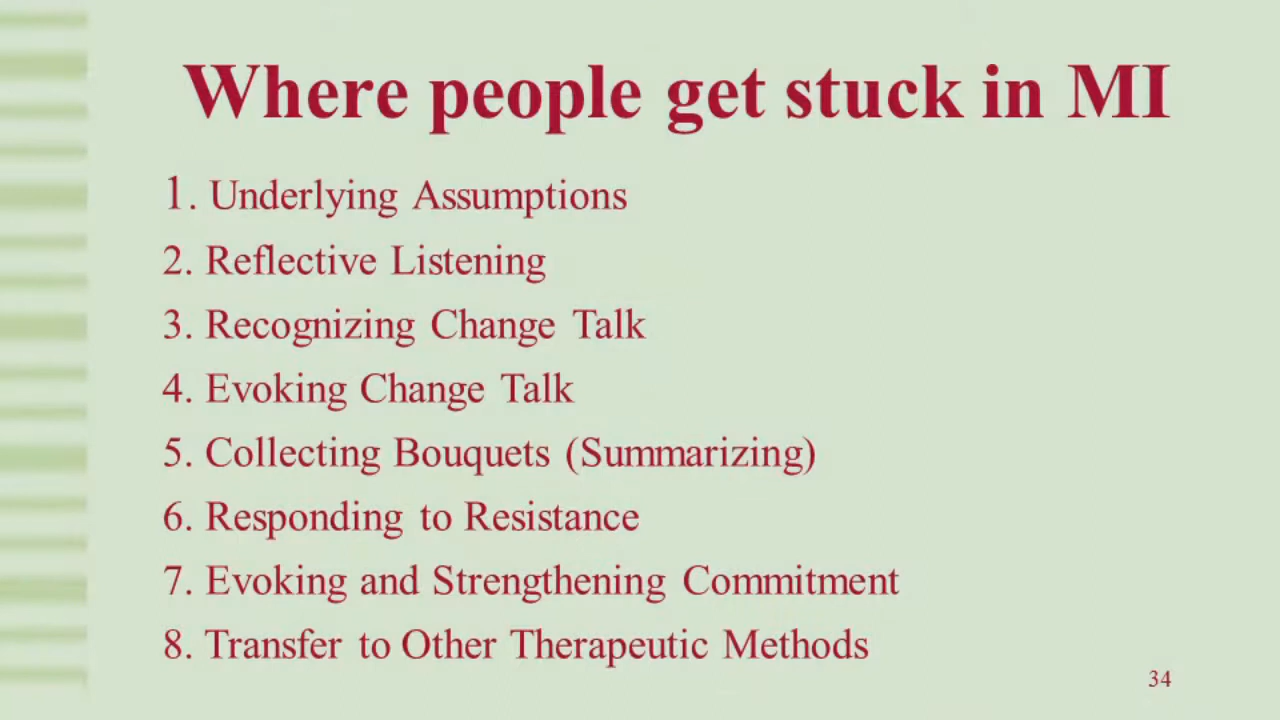 Where people get stuck in MI
1. Underlying Assumptions
2. Reflective Listening
3. Recognizing Change Talk
4. Evoking Change Talk
5. Collecting Bouquets (Summarizing)
6. Responding to Resistance
7. Evoking and Strengthening Commitment
8. Transfer to Other Therapeutic Methods
34